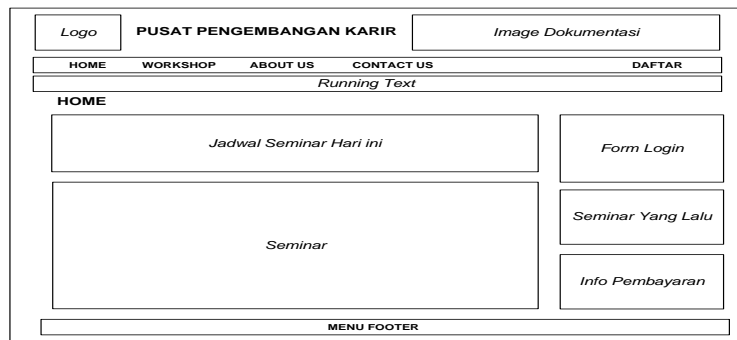 Logo PUSAT PENGEMBANGAN KARIR Image Dokumentasi
HOME WORKSHOP ABOUT US CONTACT US DAFTAR
Running Text
HOME
Jadwal Seminar Hari ini
Form Login
Seminar
Seminar Yang Lalu
Info Pembayaran
MENU FOOTER